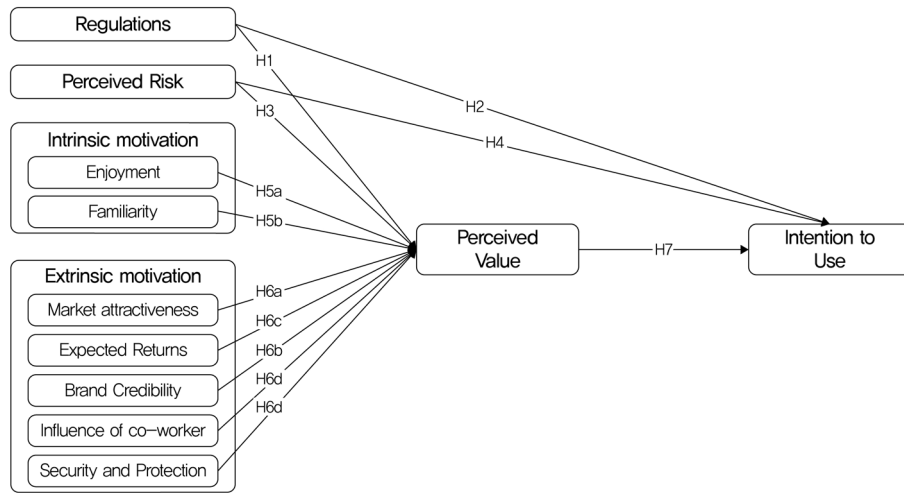 Regulations
H1
Perceived Risk
H3
H2
H4
Intrinsic motivation
Enjoyment
H5a
Familiarity
H5b
Perceived
Value
H7
Intention to
Use
Extrinsic motivation
Market attractiveness
H6a
Expected Returns
H6c
Brand Credibility
H6b
Influence of co-worker
H6d
Security and Protection
H6d